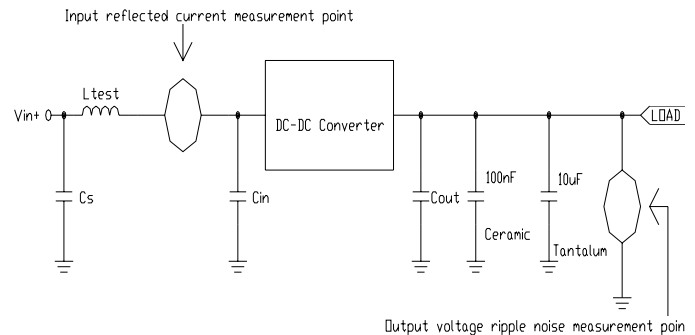 Input reflected current measurement point
Ltest
Vin+
DC-DC Converter
LOAD
Cs
Cin
Cout
100nF
10uF
Ceramic
Tantalum
Output voltage ripple noise measurement poin